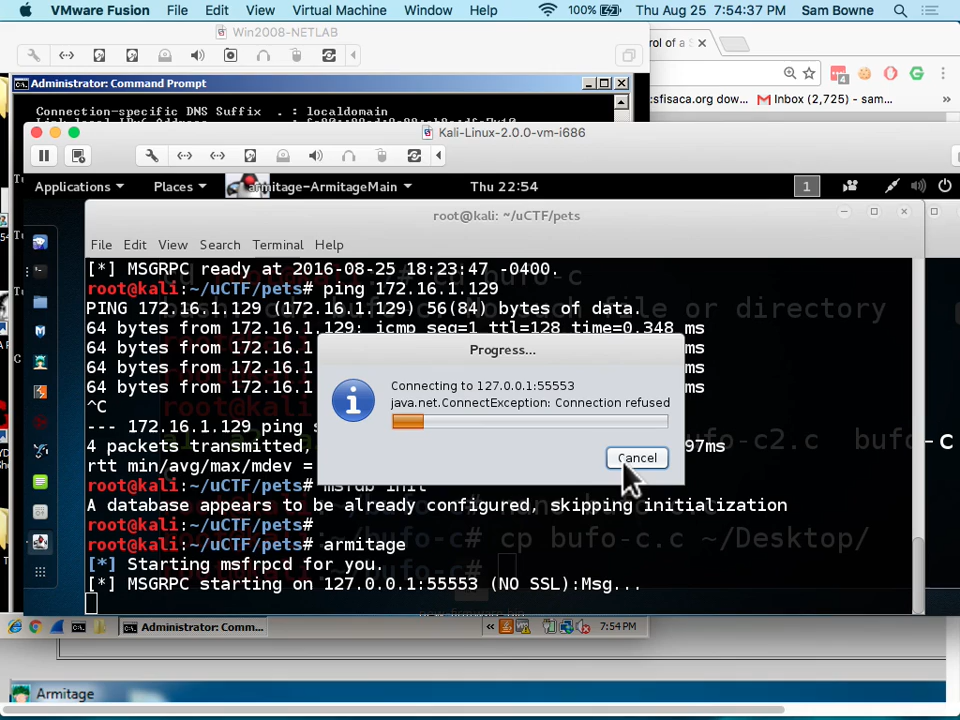 VMware Fusion File Edit View Virtual Machine Window Help 100% Thu Aug 25 7:54:37 PM Sam Bowne
Win2008-NETLAB
rol of a S
Administrator: Command Prompt
4
Connection-specific DNS Suffix . : localdomain
:sfisaca.org dow... Inbox (2,725) - sam... »
Kali-Linux-2.0.0-vm-i686
Applications Places armitage-ArmitageMain Thu 22:54 1
root@kali: ~/uCTF/pets
File Edit View Search Terminal Help
[*] MSGRPC ready at 2016-08-25 18:23:47 -0400.
root@kali:~/uCTF/pets# ping 172.16.1.129
PING 172.16.1.129 (172.16.1.129) 56(84) bytes of data.
64 bytes from 172.16.1.129: icmp_seq=1 ttl=128 time=0.348 ms
64 bytes from 172.16.1 ms
64 bytes from 172.16.1 ms
64 bytes from 172.16.1 ms
^C
--- 172.16.1.129 ping s
4 packets transmitted, 97ms
rtt min/avg/max/mdev =
msfdb init
A database appears to be already configured, skipping initialization
root@kali:~/uCTF/pets#
root@kali:~/uCTF/pets# armitage
[*] Starting msfrpcd for you.
[*] MSGRPC starting on 127.0.0.1:55553 (NO SSL):Msg...
bufo-c
file or directory
ufo-c2.c bufo-c
cp bufo-c.c ~/Desktop/
Progress...
Connecting to 127.0.0.1:55553
java.net.ConnectException: Connection refused
Cancel
Administrator: Comm... « 7:54 PM
Armitage